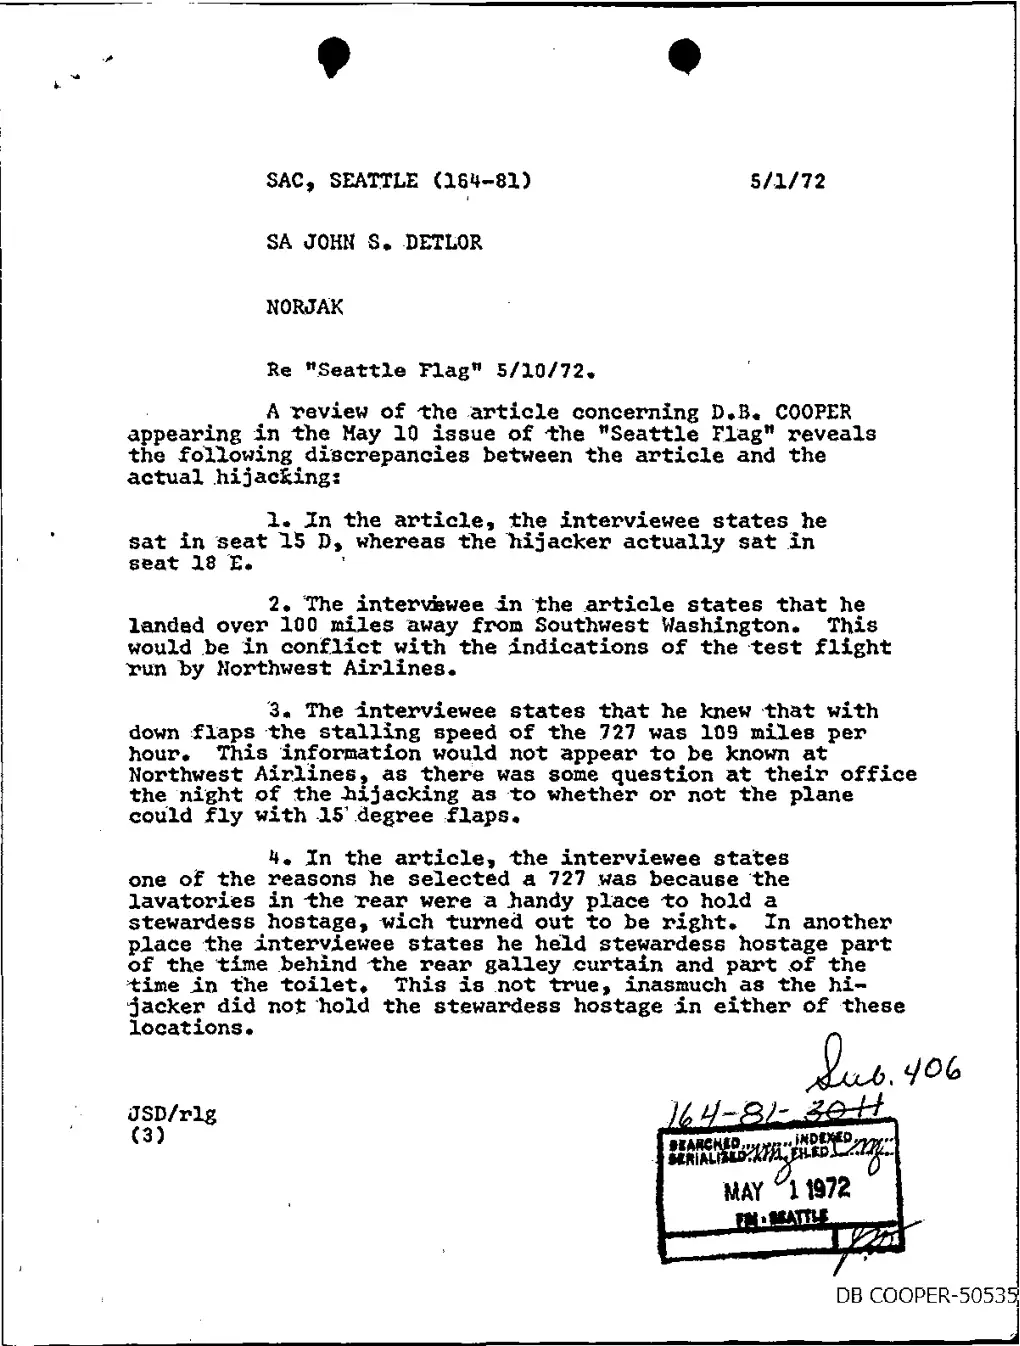 SAC, SEATTLE (164-81) 5/1/72
SA JOHN S. DETLOR
NORJAK
Re "Seattle Flag" 5/10/72.
A review of the article concerning D.B. COOPER
appearing in the May 10 issue of the "Seattle Flag" reveals
the following discrepancies between the article and the
actual hijacking:
1. In the article, the interviewee states he
sat in seat 15 D, whereas the hijacker actually sat in
seat 18 E.
2. The interviewee in the article states that he
landed over 100 miles away from Southwest Washington. This
would be in conflict with the indications of the test flight
run by Northwest Airlines.
3. The interviewee states that he knew that with
down flaps the stalling speed of the 727 was 109 miles per
hour. This information would not appear to be known at
Northwest Airlines, as there was some question at their office
the night of the hijacking as to whether or not the plane
could fly with 15 degree flaps.
4. In the article, the interviewee states
one of the reasons he selected a 727 was because the
lavatories in the rear were a handy place to hold a
stewardess hostage, wich turned out to be right. In another
place the interviewee states he held stewardess hostage part
of the time behind the rear galley curtain and part of the
time in the toilet. This is not true, inasmuch as the hi-
jacker did not hold the stewardess hostage in either of these
locations.
Sub. 406
JSD/rlg
(3)
164-81-3011
SEARCHED INDEXED
SERIALIZED FILED
MAY 1 1972
FBI - SEATTLE
DB COOPER-50535